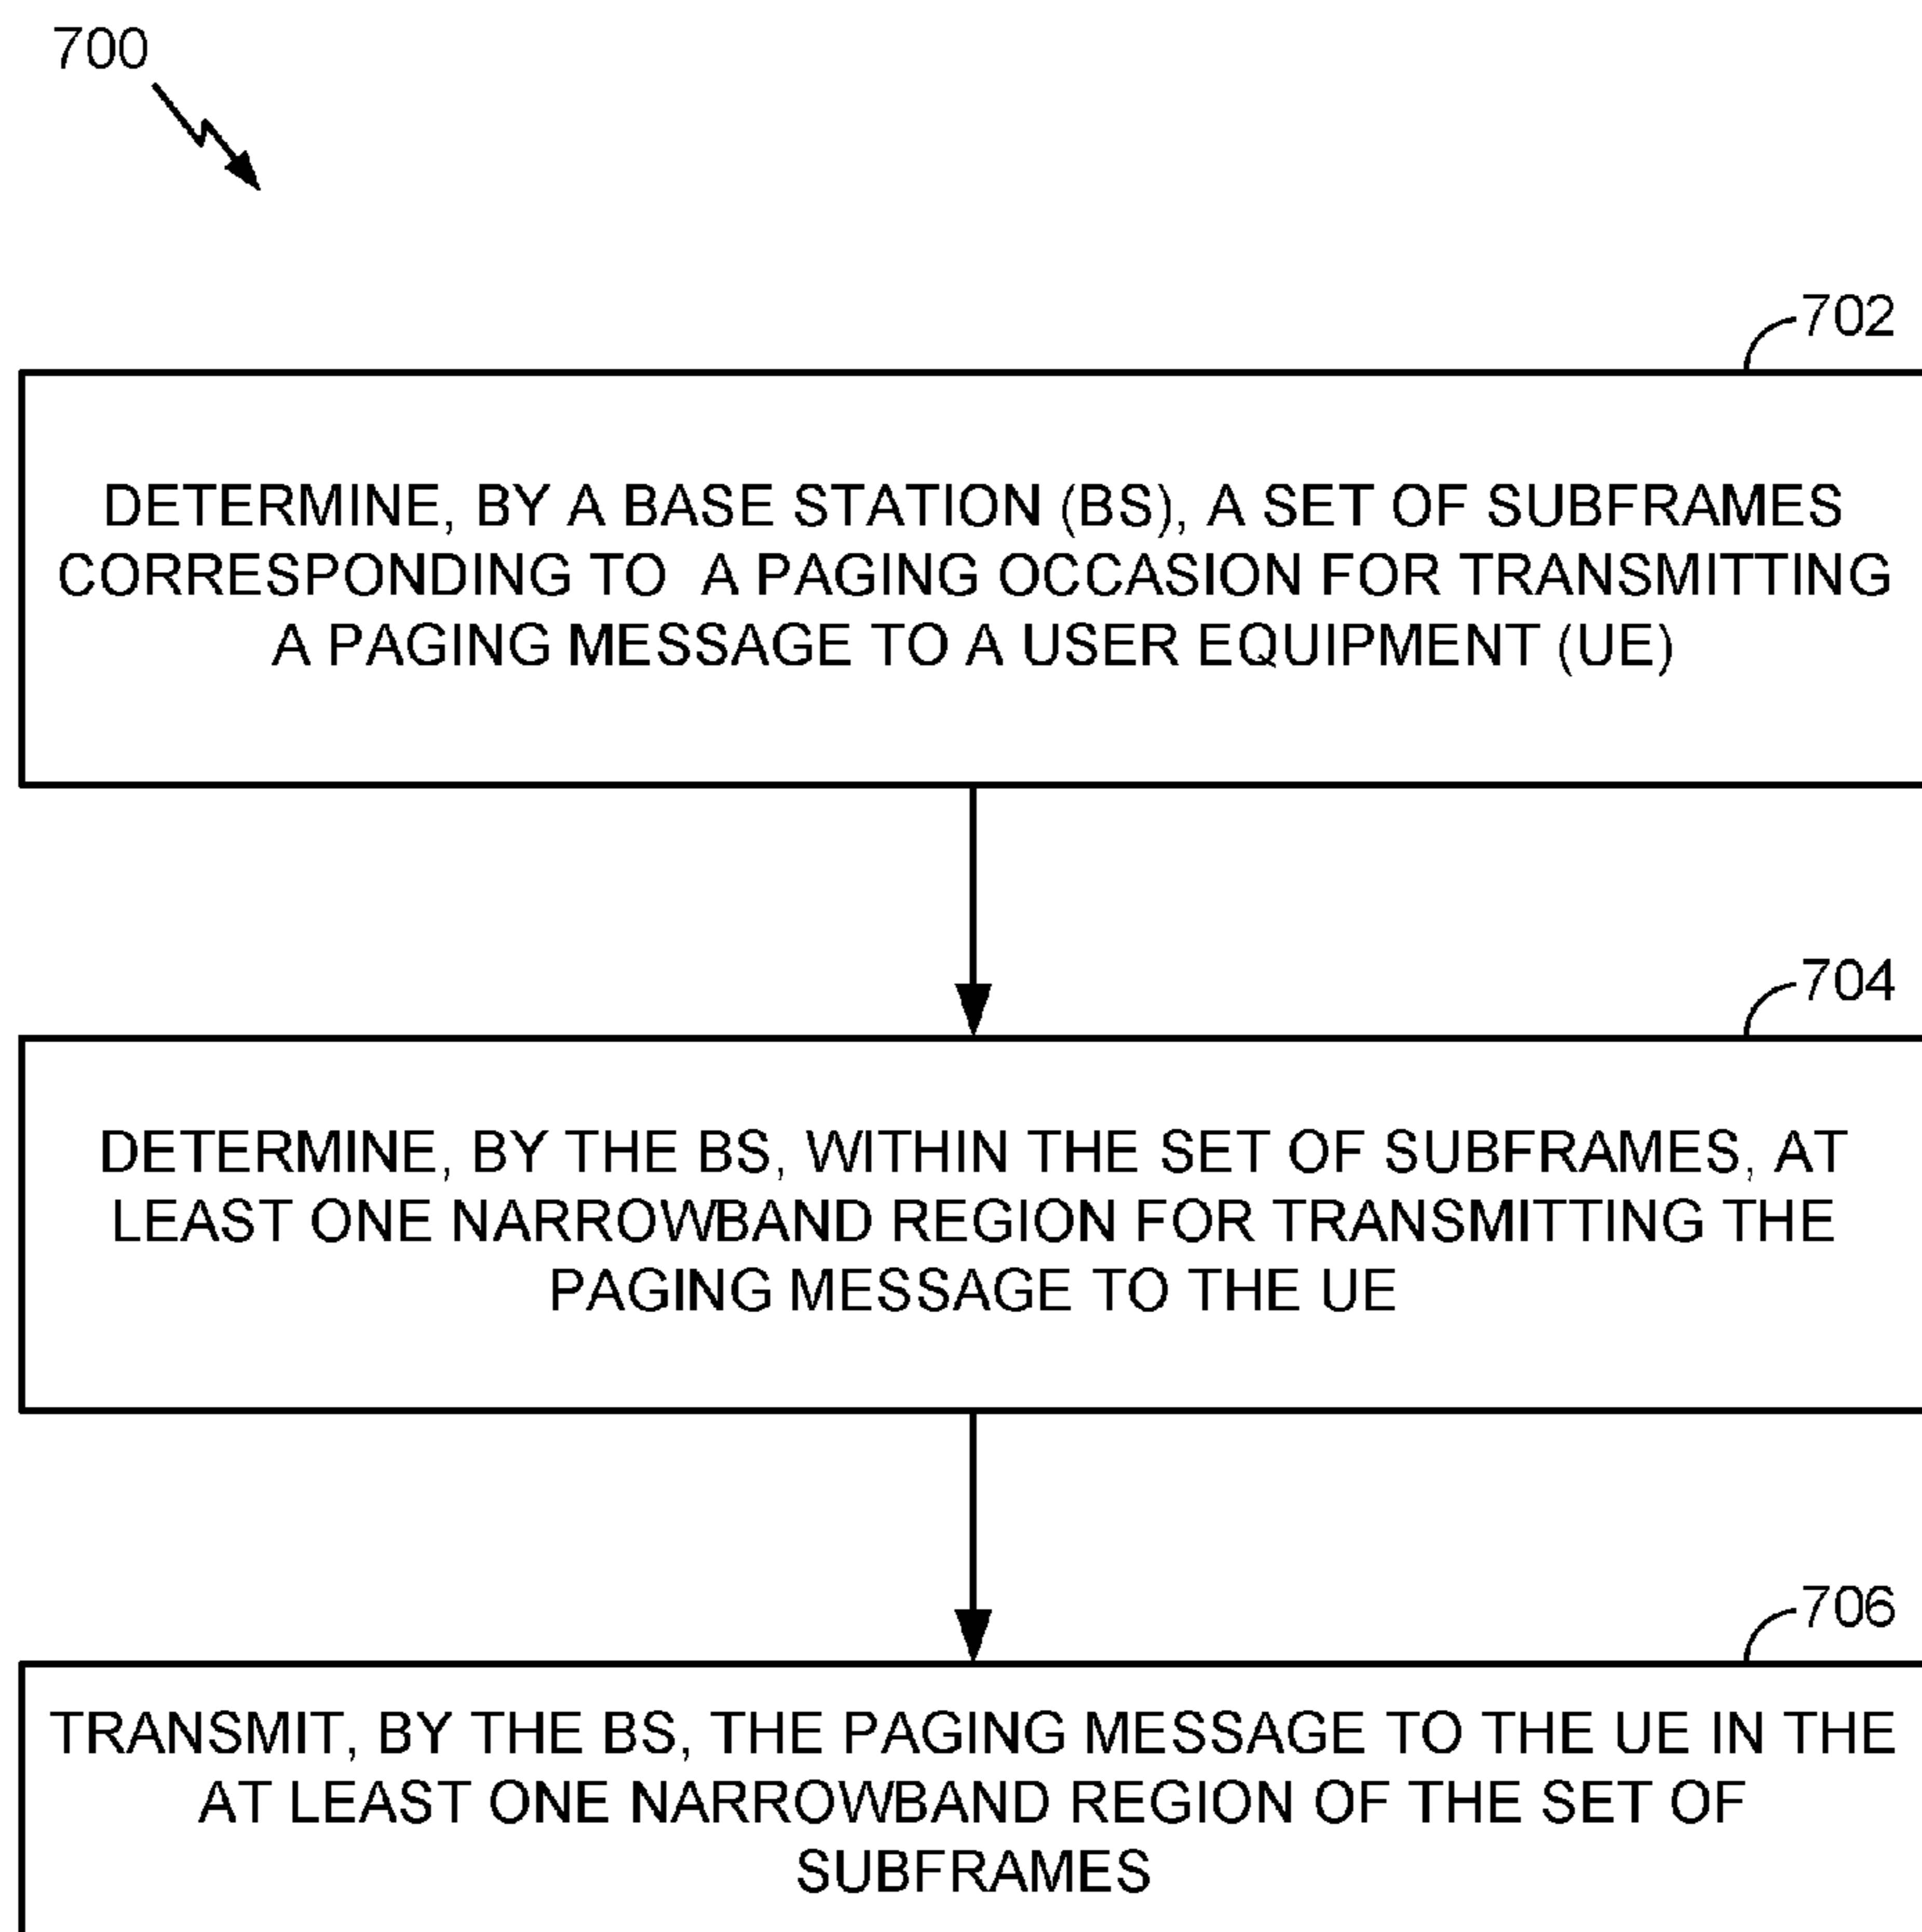 700
702
DETERMINE, BY A BASE STATION (BS), A SET OF SUBFRAMES
CORRESPONDING TO A PAGING OCCASION FOR TRANSMITTING
A PAGING MESSAGE TO A USER EQUIPMENT (UE)
704
DETERMINE, BY THE BS, WITHIN THE SET OF SUBFRAMES, AT
LEAST ONE NARROWBAND REGION FOR TRANSMITTING THE
PAGING MESSAGE TO THE UE
706
TRANSMIT, BY THE BS, THE PAGING MESSAGE TO THE UE IN THE
AT LEAST ONE NARROWBAND REGION OF THE SET OF
SUBFRAMES